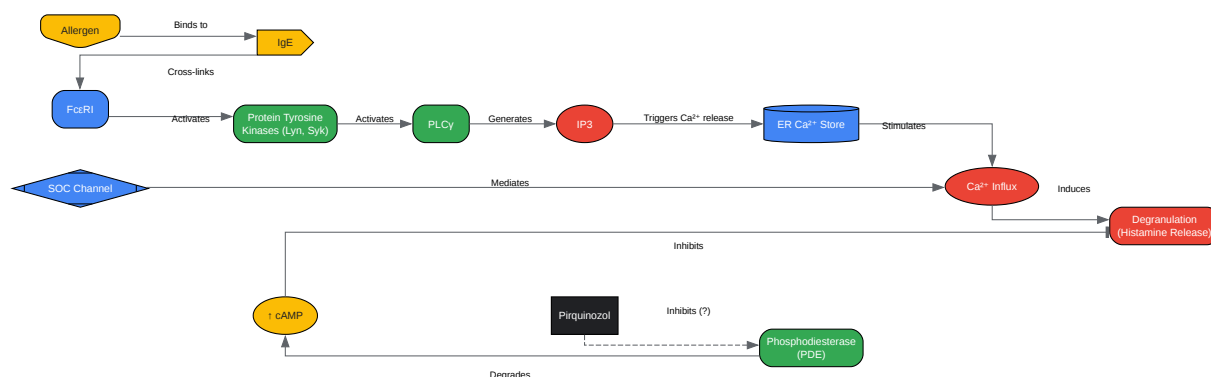 Allergen
Binds to
IgE
Cross-links
FcεRI
Activates
Protein Tyrosine
Kinases (Lyn, Syk)
Activates
PLCγ
Generates
IP3
Triggers Ca²⁺ release
ER Ca²⁺ Store
Stimulates
SOC Channel
Mediates
Ca²⁺ Influx
Induces
Degranulation
(Histamine Release)
Inhibits
↑ cAMP
Pirquinozol
Inhibits (?)
Phosphodiesterase
(PDE)
Degrades